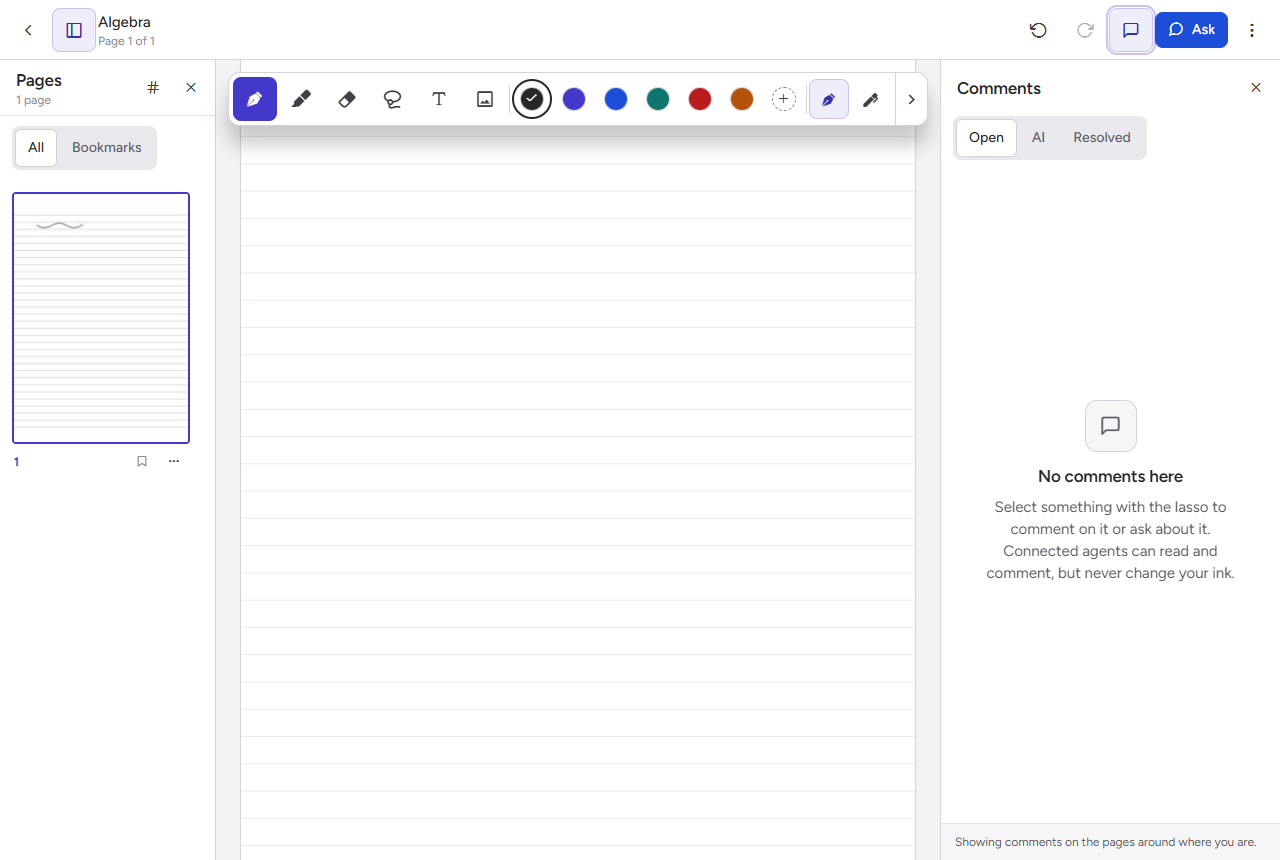 Algebra
Page 1 of 1
Ask
Pages
1 page
All
Bookmarks
1
T
Comments
Open
AI
Resolved
No comments here
Select something with the lasso to
comment on it or ask about it.
Connected agents can read and
comment, but never change your ink.
Showing comments on the pages around where you are.